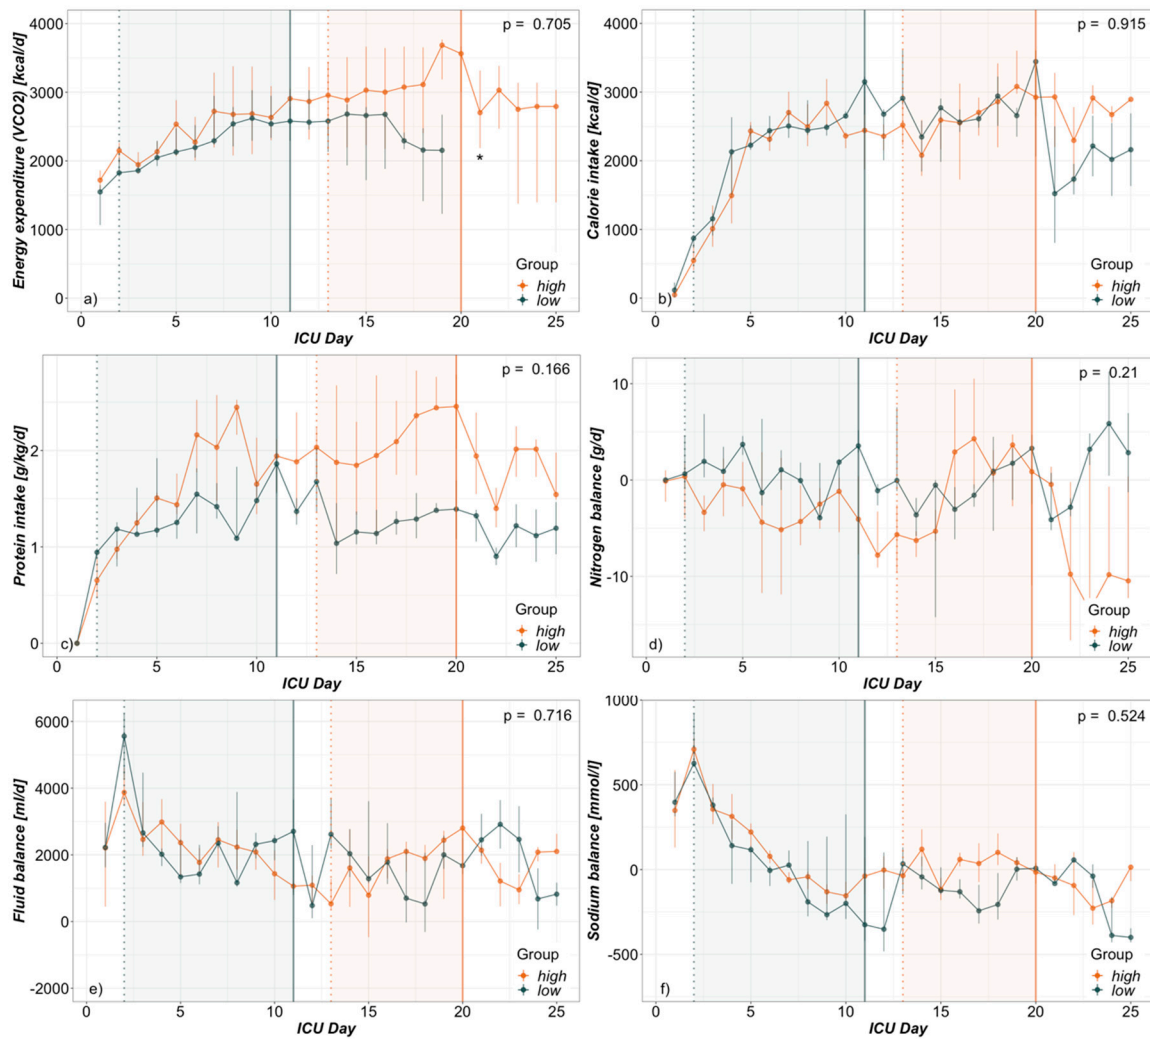 p = 0.705
Energy expenditure (VCO2) [kcal/d]
4000
3000
2000
1000
0
*
Group
high
low
a)
0 5 10 15 20 25
ICU Day
p = 0.915
Calorie intake [kcal/d]
4000
3000
2000
1000
0
Group
high
low
b)
0 5 10 15 20 25
ICU Day
p = 0.166
Protein intake [g/kg/d]
2
1
0
Group
high
low
c)
0 5 10 15 20 25
ICU Day
p = 0.21
Nitrogen balance [g/d]
10
0
-10
Group
high
low
d)
0 5 10 15 20 25
ICU Day
p = 0.716
Fluid balance [ml/d]
6000
4000
2000
0
-2000
Group
high
low
e)
0 5 10 15 20 25
ICU Day
p = 0.524
Sodium balance [mmol/l]
1000
500
0
-500
Group
high
low
f)
0 5 10 15 20 25
ICU Day